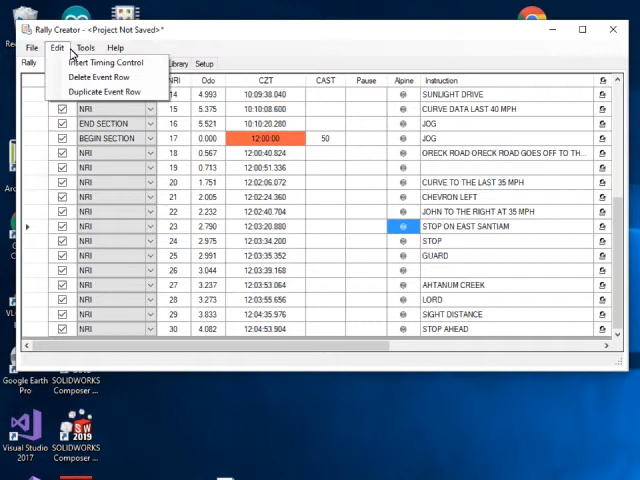 Rally Creator - <Project Not Saved>*
File Edit Tools Help
Rally Library Setup
Insert Timing Control
Delete Event Row
Duplicate Event Row
NRI Odo CZT CAST Pause Alpine Instruction
14 4.993 10:09:38.040 SUNLIGHT DRIVE
NRI 15 5.375 10:10:08.600 CURVE DATA LAST 40 MPH
END SECTION 16 5.521 10:10:20.280 JOG
BEGIN SECTION 17 0.000 12:00:00 50 JOG
NRI 18 0.567 12:00:40.824 ORECK ROAD ORECK ROAD GOES OFF TO TH...
NRI 19 0.713 12:00:51.336
NRI 20 1.751 12:02:06.072 CURVE TO THE LAST 35 MPH
NRI 21 2.005 12:02:24.360 CHEVRON LEFT
NRI 22 2.232 12:02:40.704 JOHN TO THE RIGHT AT 35 MPH
NRI 23 2.790 12:03:20.880 STOP ON EAST SANTIAM
NRI 24 2.975 12:03:34.200 STOP
NRI 25 2.991 12:03:35.352 GUARD
NRI 26 3.044 12:03:39.168
NRI 27 3.237 12:03:53.064 AHTANUM CREEK
NRI 28 3.273 12:03:55.656 LORD
NRI 29 3.833 12:04:35.976 SIGHT DISTANCE
NRI 30 4.082 12:04:53.904 STOP AHEAD
Google Earth
Pro
SOLIDWORKS
Composer ...
Visual Studio
2017
SW
2019
SOLIDWORKS
Composer ...